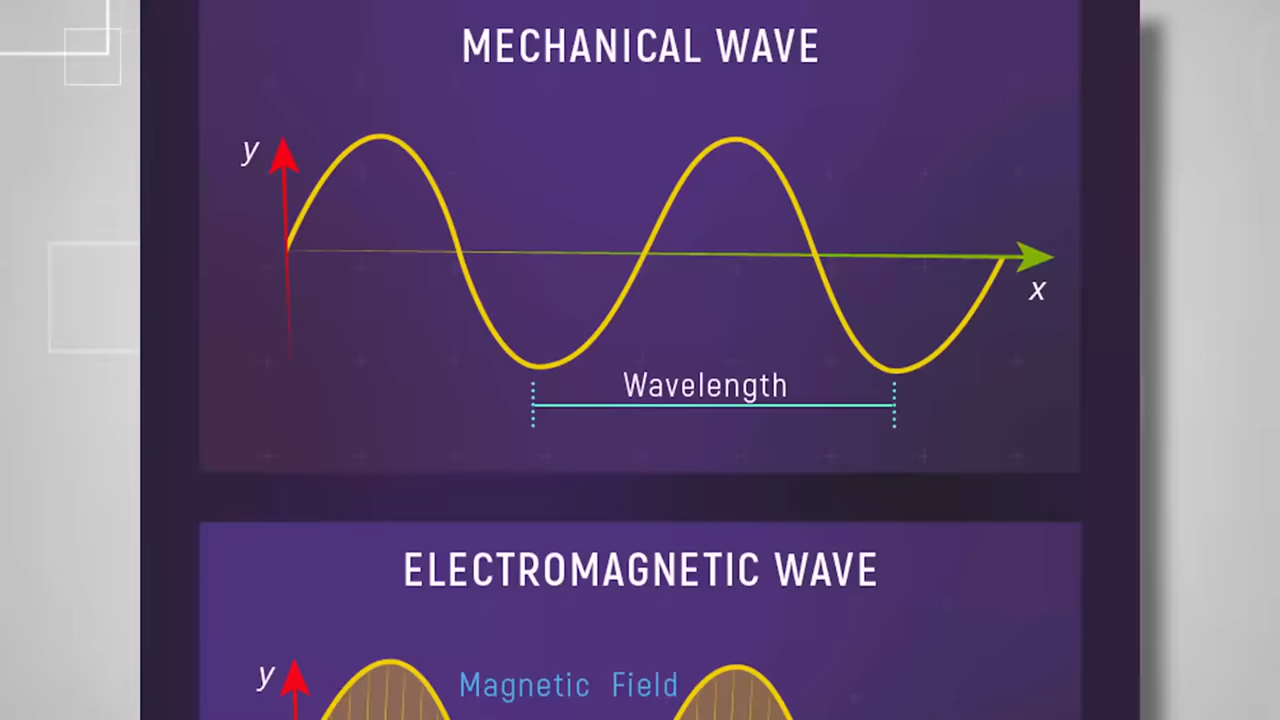 MECHANICAL WAVE
y
x
Wavelength
ELECTROMAGNETIC WAVE
y
Magnetic Field